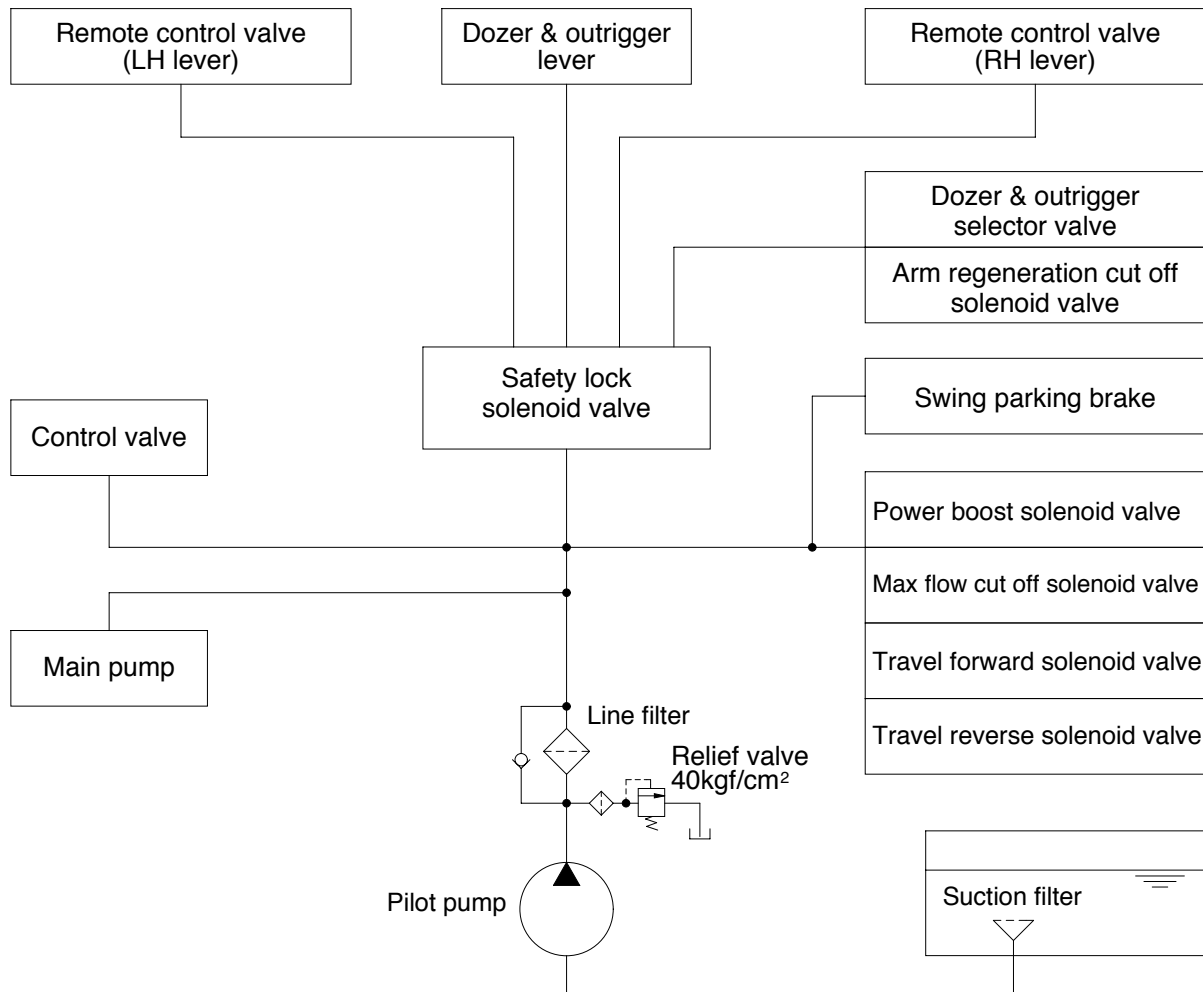 Remote control valve
(LH lever)
Dozer & outrigger
lever
Remote control valve
(RH lever)
Dozer & outrigger
selector valve
Arm regeneration cut off
solenoid valve
Safety lock
solenoid valve
Swing parking brake
Control valve
Power boost solenoid valve
Max flow cut off solenoid valve
Main pump
Travel forward solenoid valve
Travel reverse solenoid valve
Line filter
Relief valve
40kgf/cm²
Pilot pump
Suction filter